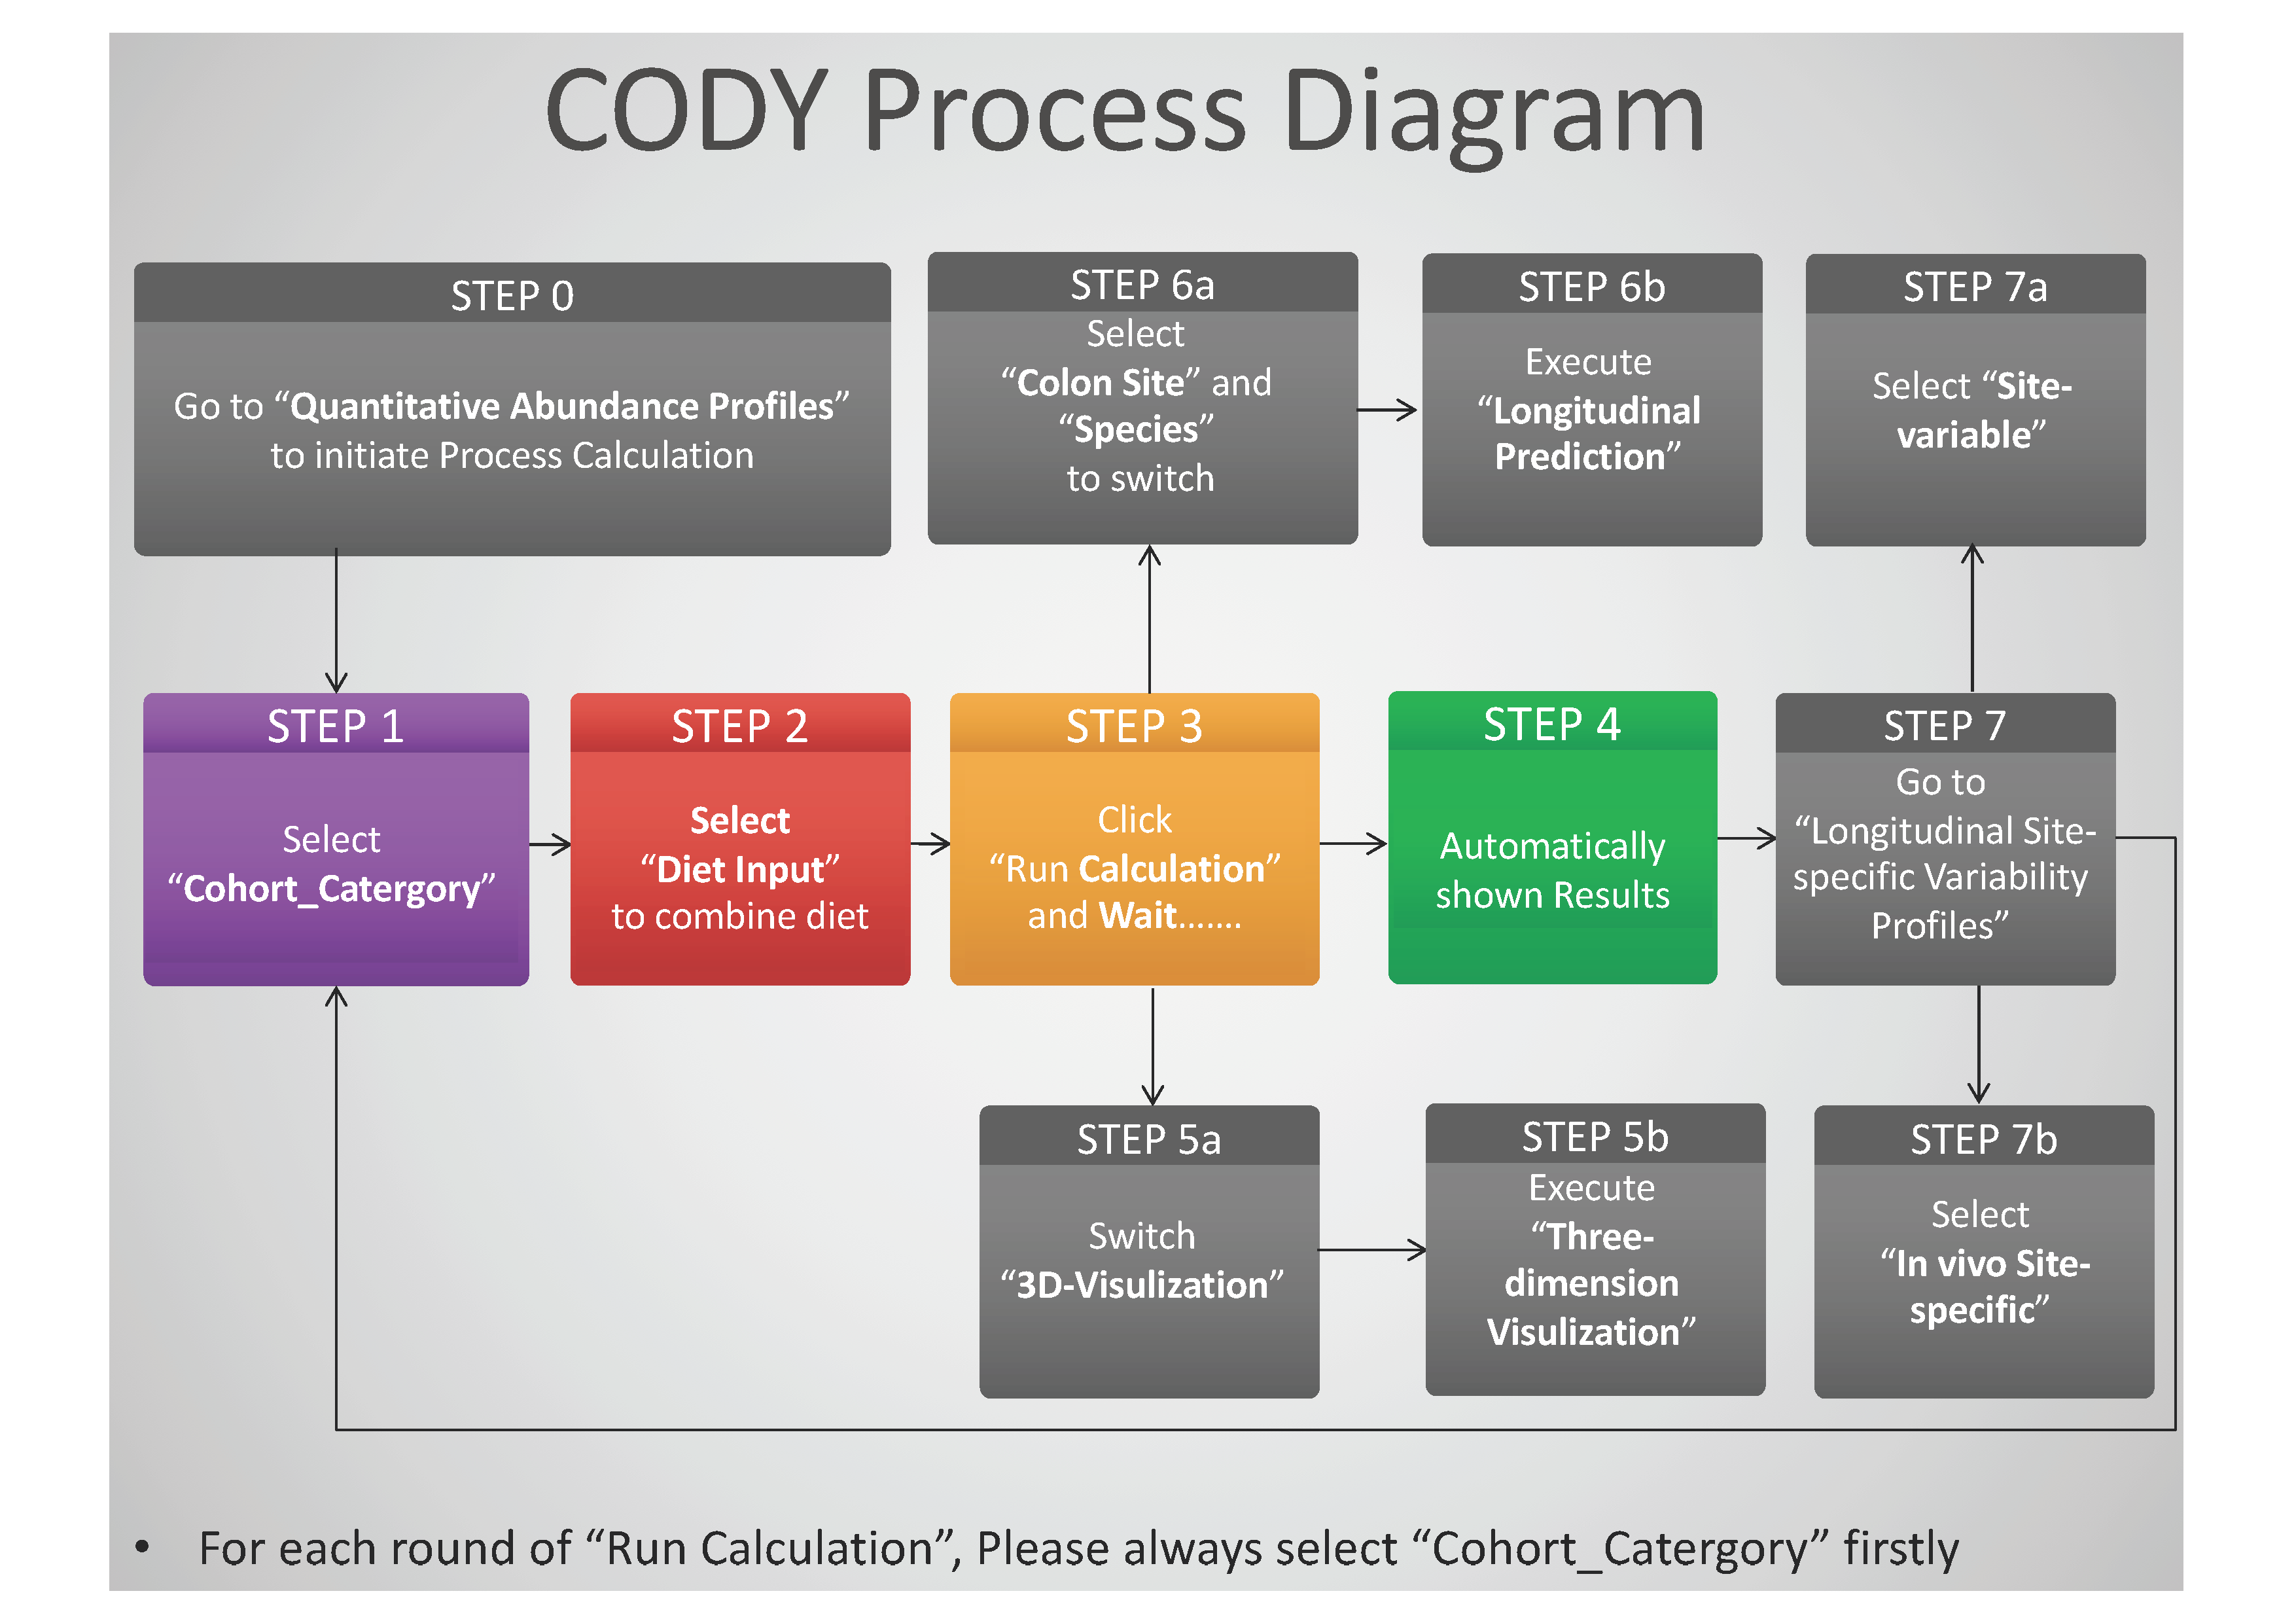 CODY Process Diagram
STEP 0
Go to “Quantitative Abundance Profiles”
to initiate Process Calculation
STEP 6a
Select
“Colon Site” and
“Species”
to switch
STEP 6b
Execute
“Longitudinal
Prediction”
STEP 7a
Select “Site-
variable”
STEP 1
Select
“Cohort_Catergory”
STEP 2
Select
“Diet Input”
to combine diet
STEP 3
Click
“Run Calculation”
and Wait.......
STEP 4
Automatically
shown Results
STEP 7
Go to
“Longitudinal Site-
specific Variability
Profiles”
STEP 5a
Switch
“3D-Visulization”
STEP 5b
Execute
“Three-
dimension
Visulization”
STEP 7b
Select
“In vivo Site-
specific”
• For each round of “Run Calculation”, Please always select “Cohort_Catergory” firstly